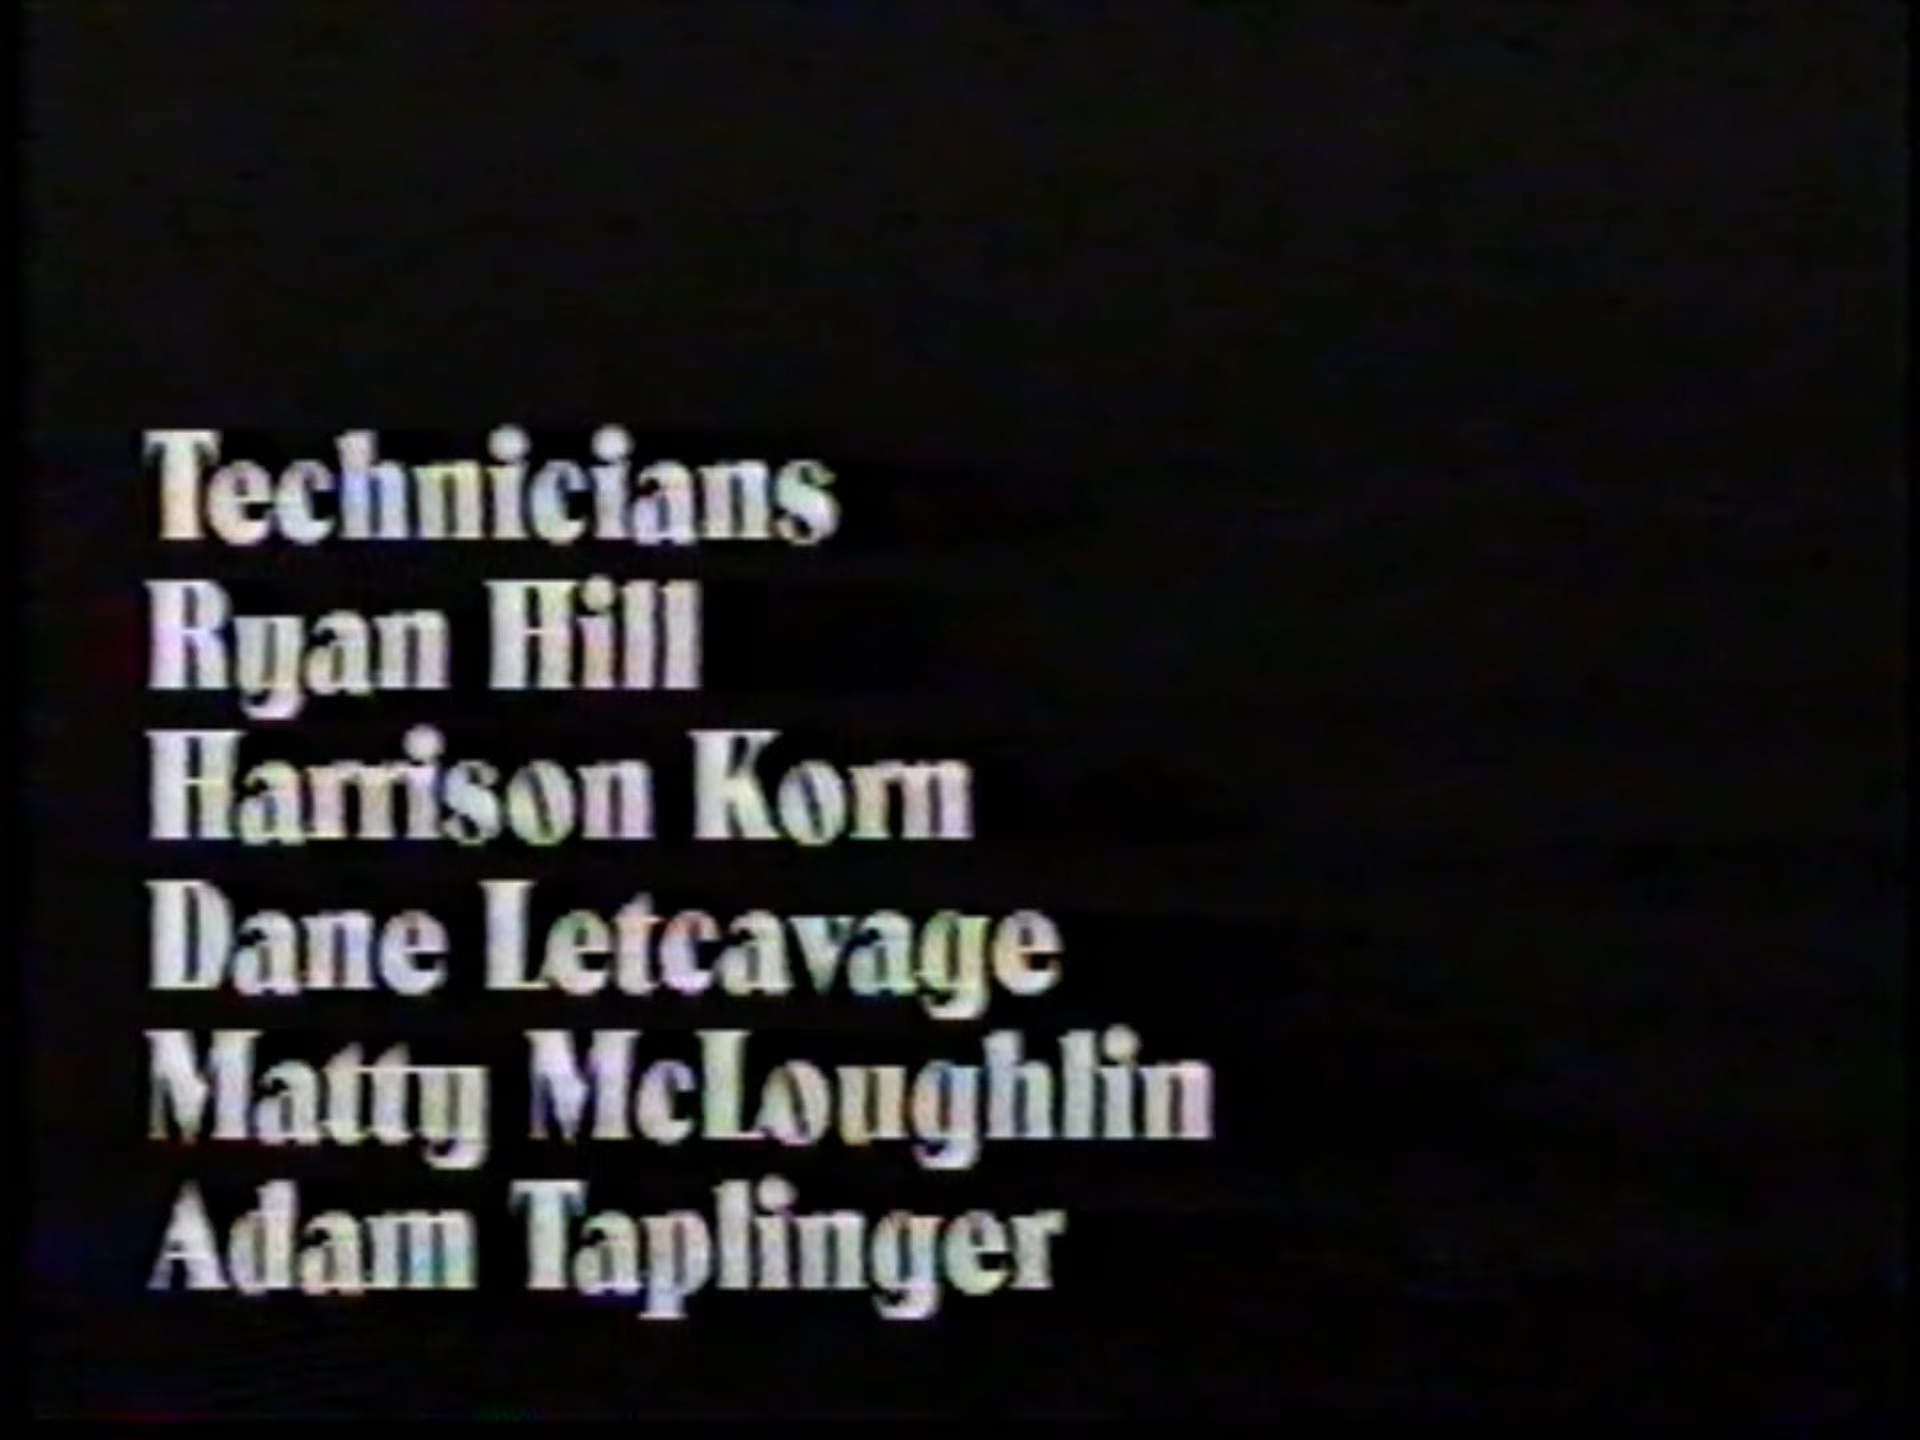 Technicians
Ryan Hill
Harrison Korn
Dane Letcavage
Matty McLoughlin
Adam Taplinger